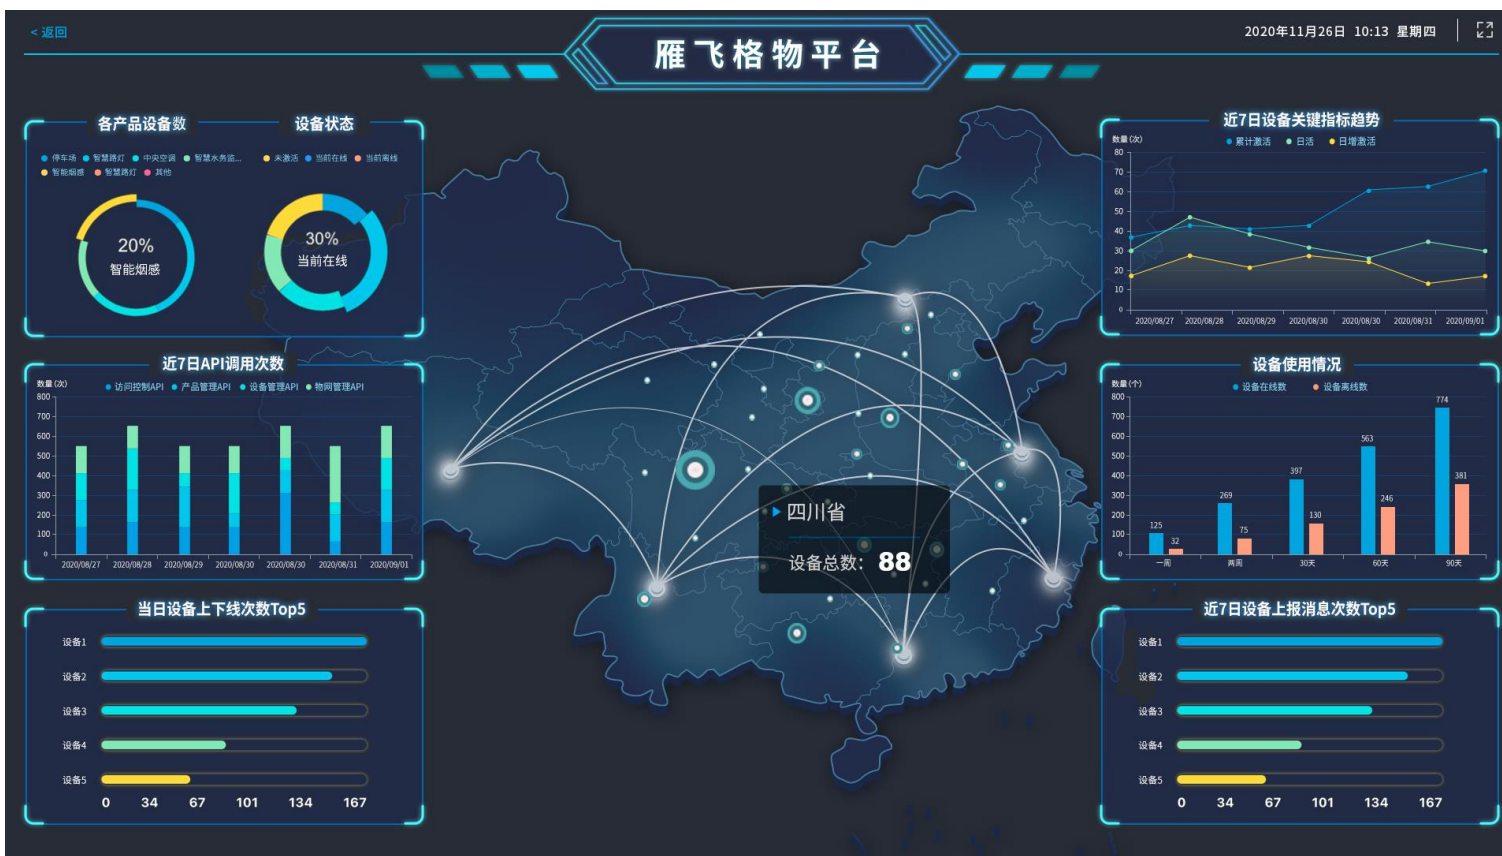 < 返回
雁飞格物平台
2020年11月26日 10:13 星期四
各产品设备数
设备状态
停车场 智慧路灯 中央空调 智慧水务监...
智能烟感 智慧路灯 其他
未激活 当前在线 当前离线
20%
智能烟感
30%
当前在线
近7日API调用次数
数量(次)
访问控制API 产品管理API 设备管理API 物网管理API
800
700
600
500
400
300
200
100
0
2020/08/27 2020/08/28 2020/08/29 2020/08/30 2020/08/30 2020/08/31 2020/09/01
当日设备上下线次数Top5
设备1
设备2
设备3
设备4
设备5
0 34 67 101 134 167
四川省
设备总数: 88
近7日设备关键指标趋势
数量(次)
累计激活 日活 日增激活
80
70
60
50
40
30
20
10
0
2020/08/27 2020/08/28 2020/08/29 2020/08/30 2020/08/30 2020/08/31 2020/09/01
设备使用情况
数量(个)
设备在线数 设备离线数
800
700
600
500
400
300
200
100
0
125 32 269 75 397 130 563 246 774 381
一周 两周 30天 60天 90天
近7日设备上报消息次数Top5
设备1
设备2
设备3
设备4
设备5
0 34 67 101 134 167